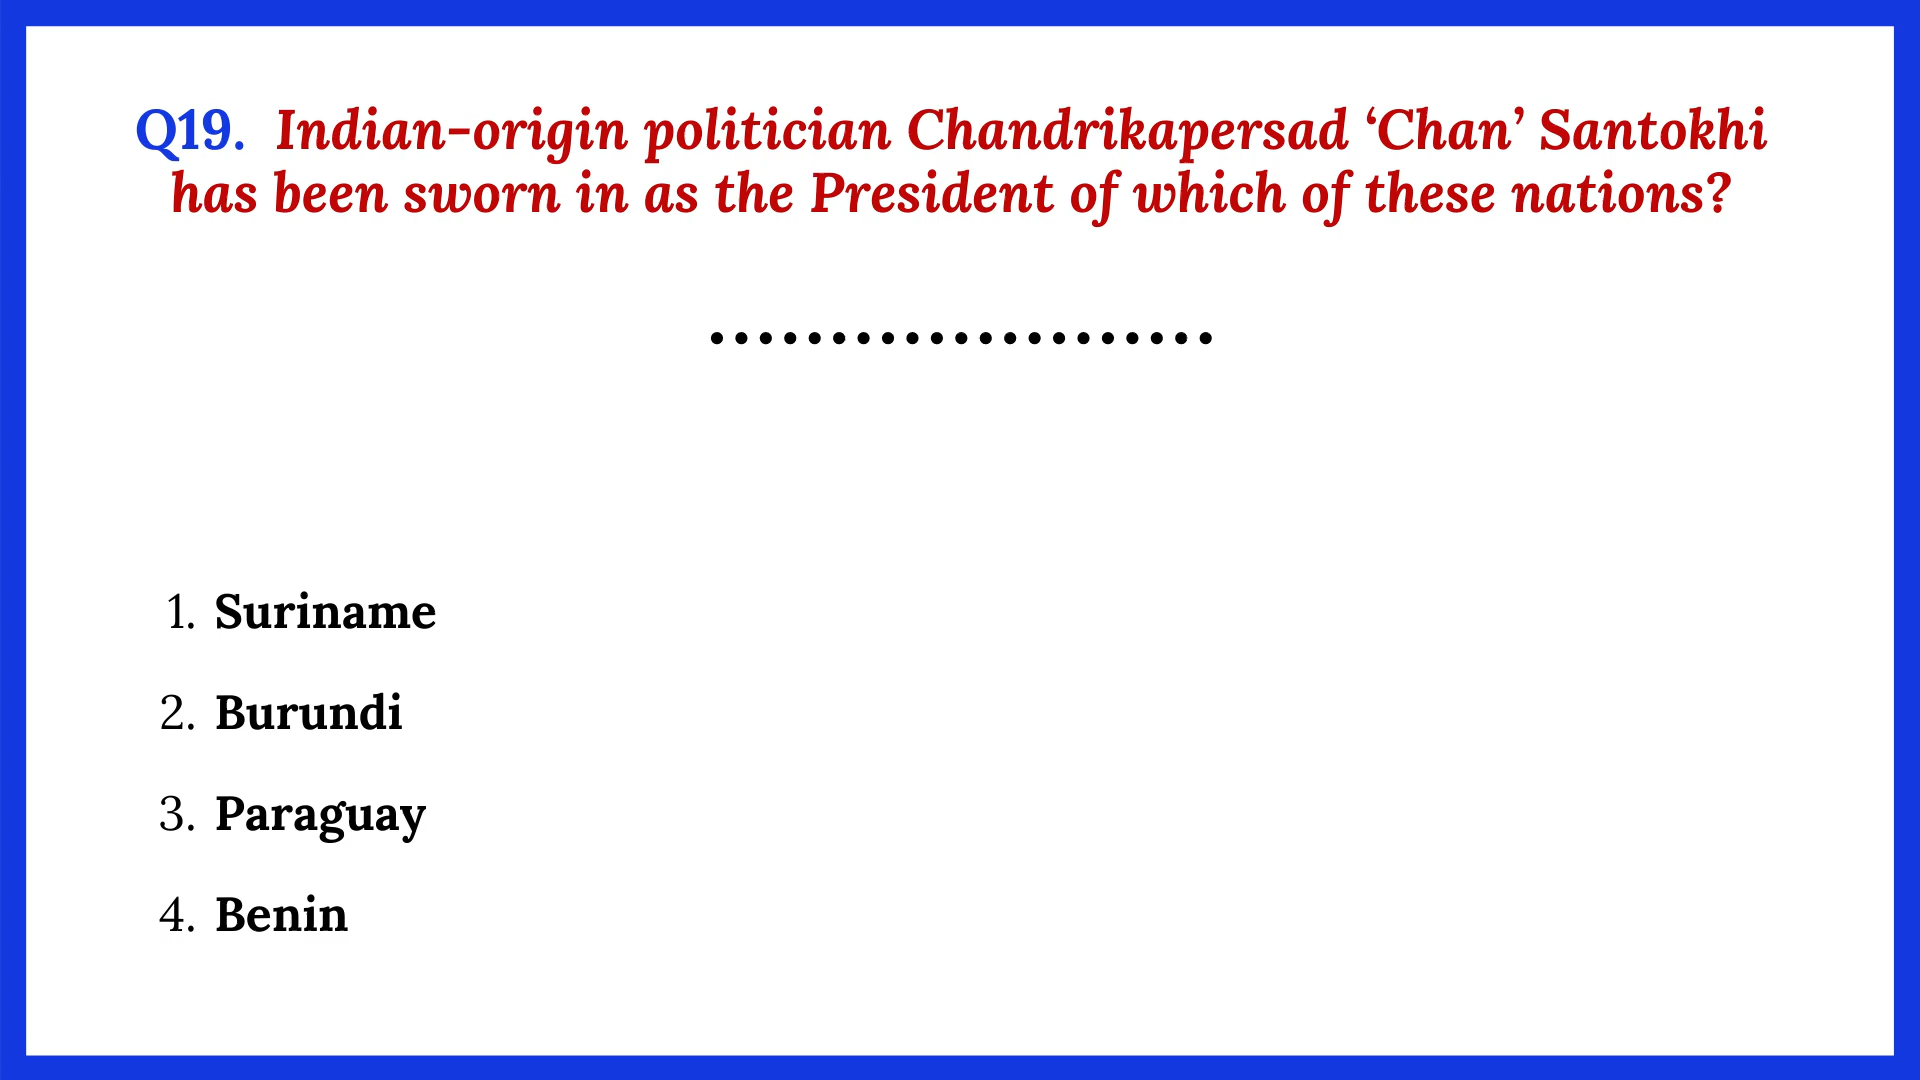 Q19. Indian-origin politician Chandrikapersad ‘Chan’ Santokhi
has been sworn in as the President of which of these nations?
.....................
1. Suriname
2. Burundi
3. Paraguay
4. Benin